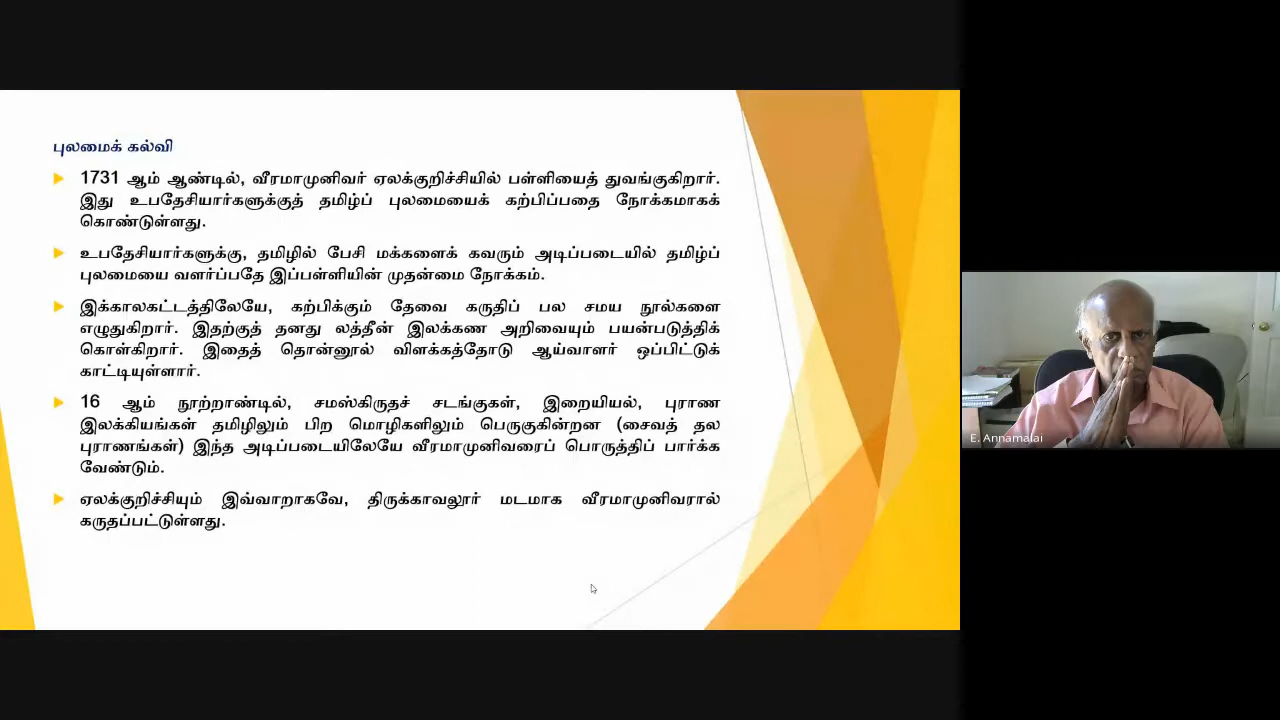 புலமைக் கல்வி
1731 ஆம் ஆண்டில், வீரமாமுனிவர் ஏலக்குறிச்சியில் பள்ளியைத் துவங்குகிறார்.
இது உபதேசியார்களுக்குத் தமிழ்ப் புலமையைக் கற்பிப்பதை நோக்கமாகக்
கொண்டுள்ளது.
உபதேசியார்களுக்கு, தமிழில் பேசி மக்களைக் கவரும் அடிப்படையில் தமிழ்ப்
புலமையை வளர்ப்பதே இப்பள்ளியின் முதன்மை நோக்கம்.
இக்காலகட்டத்திலேயே, கற்பிக்கும் தேவை கருதிப் பல சமய நூல்களை
எழுதுகிறார். இதற்குத் தனது லத்தீன் இலக்கண அறிவையும் பயன்படுத்திக்
கொள்கிறார். இதைத் தொன்னூல் விளக்கத்தோடு ஆய்வாளர் ஒப்பிட்டுக்
காட்டியுள்ளார்.
16 ஆம் நூற்றாண்டில், சமஸ்கிருதச் சடங்குகள், இறையியல், புராண
இலக்கியங்கள் தமிழிலும் பிற மொழிகளிலும் பெருகுகின்றன (சைவத் தல
புராணங்கள்) இந்த அடிப்படையிலேயே வீரமாமுனிவரைப் பொருத்திப் பார்க்க
வேண்டும்.
ஏலக்குறிச்சியும் இவ்வாறாகவே, திருக்காவலூர் மடமாக வீரமாமுனிவரால்
கருதப்பட்டுள்ளது.
E. Annamalai